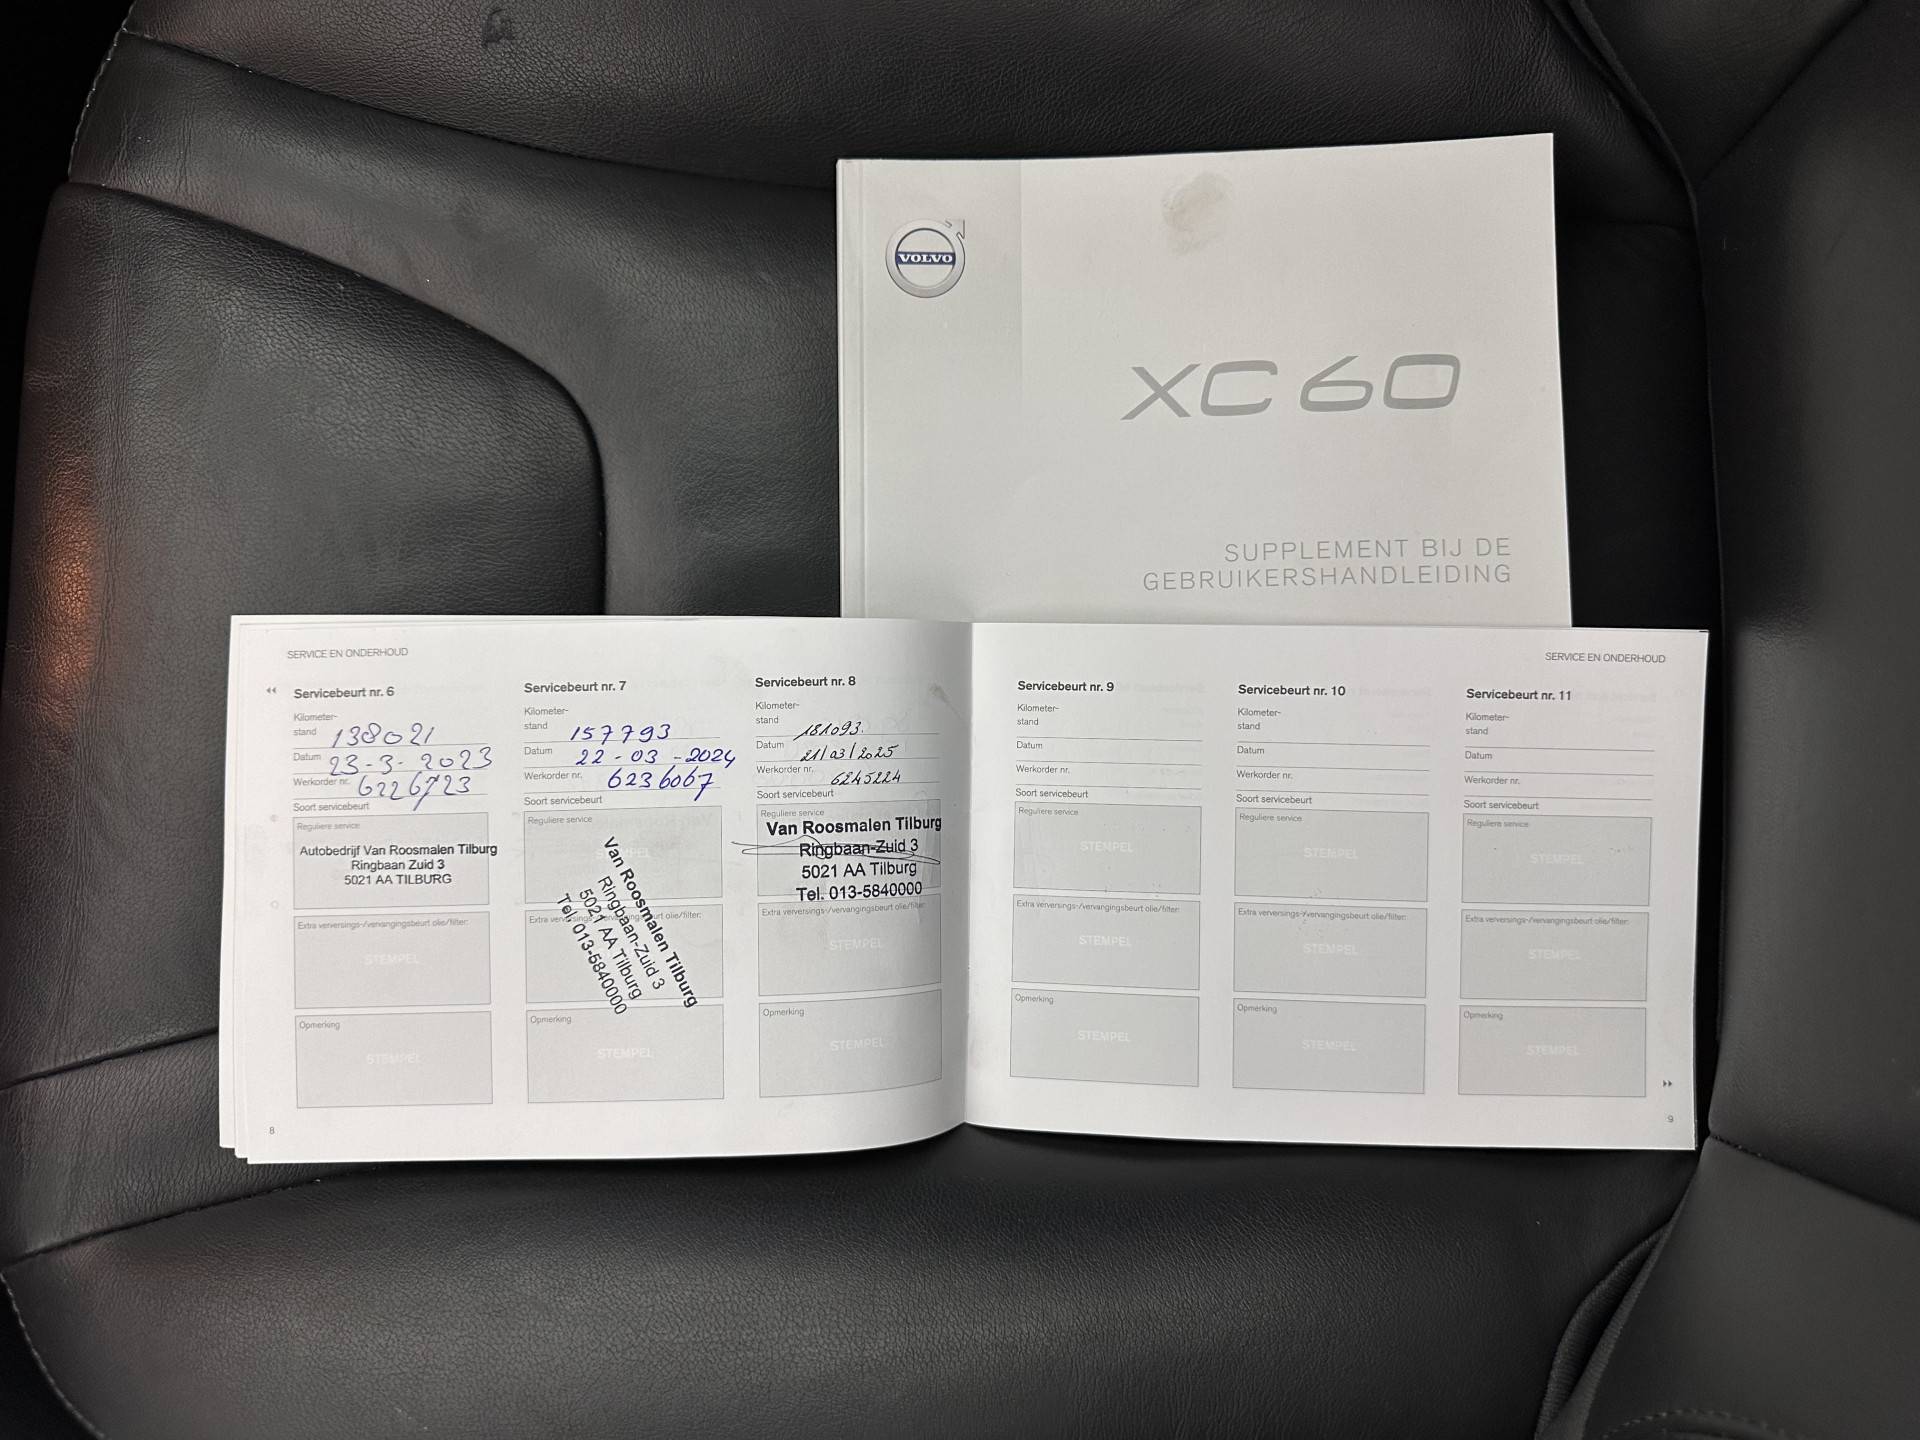 VOLVO
XC60
SUPPLEMENT BIJ DE
GEBRUIKERSHANDLEIDING
SERVICE EN ONDERHOUD
Servicebeurt nr. 6
Kilometer-
stand 138021
Datum 23-3-2023
Werkorder nr. 6226723
Soort servicebeurt
Reguliere service
Autobedrijf Van Roosmalen Tilburg
Ringbaan Zuid 3
5021 AA TILBURG
Extra verversings-/vervangingsbeurt olie/filter:
STEMPEL
Opmerking
STEMPEL
Servicebeurt nr. 7
Kilometer-
stand 157793
Datum 22-03-2024
Werkorder nr. 6236067
Soort servicebeurt
Reguliere service
STEMPEL
Van Roosmalen Tilburg
Ringbaan-Zuid 3
5021 AA Tilburg
Tel. 013-5840000
Extra verversings-/vervangingsbeurt olie/filter:
Opmerking
STEMPEL
Servicebeurt nr. 8
Kilometer-
stand 181093
Datum 21/03/2025
Werkorder nr. 6245224
Soort servicebeurt
Reguliere service
Van Roosmalen Tilburg
Ringbaan-Zuid 3
5021 AA Tilburg
Tel. 013-5840000
Extra verversings-/vervangingsbeurt olie/filter:
STEMPEL
Opmerking
STEMPEL
8
SERVICE EN ONDERHOUD
Servicebeurt nr. 9
Kilometer-
stand
Datum
Werkorder nr.
Soort servicebeurt
Reguliere service
STEMPEL
Extra verversings-/vervangingsbeurt olie/filter:
STEMPEL
Opmerking
STEMPEL
Servicebeurt nr. 10
Kilometer-
stand
Datum
Werkorder nr.
Soort servicebeurt
Reguliere service
STEMPEL
Extra verversings-/vervangingsbeurt olie/filter:
STEMPEL
Opmerking
STEMPEL
Servicebeurt nr. 11
Kilometer-
stand
Datum
Werkorder nr.
Soort servicebeurt
Reguliere service
STEMPEL
Extra verversings-/vervangingsbeurt olie/filter:
STEMPEL
Opmerking
STEMPEL
9